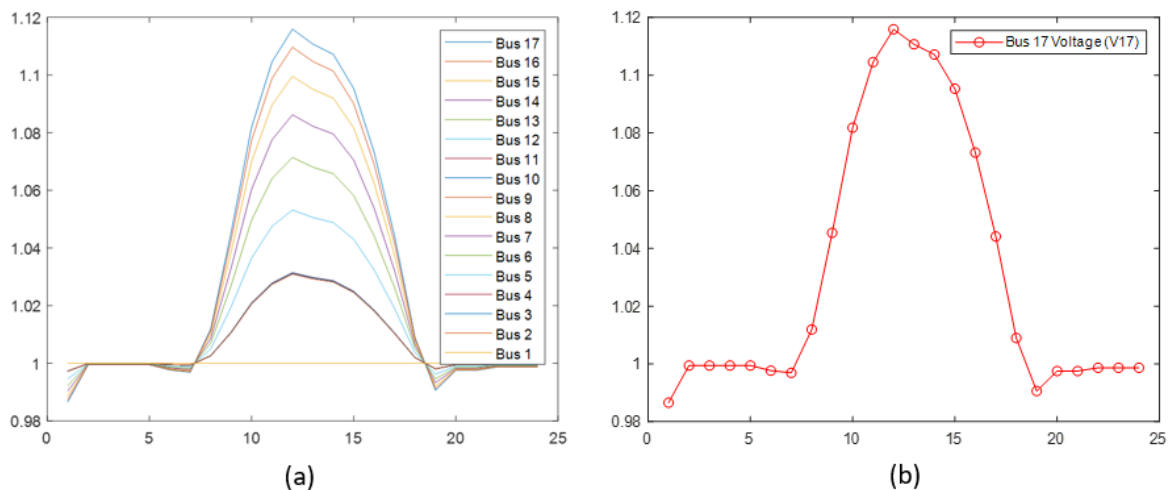 1.12
1.1
1.08
1.06
1.04
1.02
1
0.98
0 5 10 15 20 25
Bus 17
Bus 16
Bus 15
Bus 14
Bus 13
Bus 12
Bus 11
Bus 10
Bus 9
Bus 8
Bus 7
Bus 6
Bus 5
Bus 4
Bus 3
Bus 2
Bus 1
(a)
1.12
1.1
1.08
1.06
1.04
1.02
1
0.98
0 5 10 15 20 25
Bus 17 Voltage (V17)
(b)